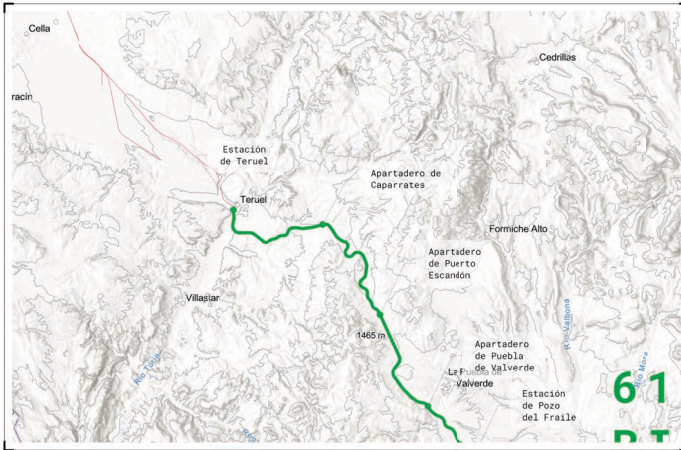 Cella
Cedrillas
racín
Estación
de Teruel
Apartadero de
Caparrates
Teruel
Formiche Alto
Apartadero
de Puerto
Escandón
Villastar
Río Valbona
1465 m
Apartadero
de Puebla
de Valverde
La Puebla de
Valverde
Río Turia
Río Mora
Estación
de Pozo
del Fraile
61